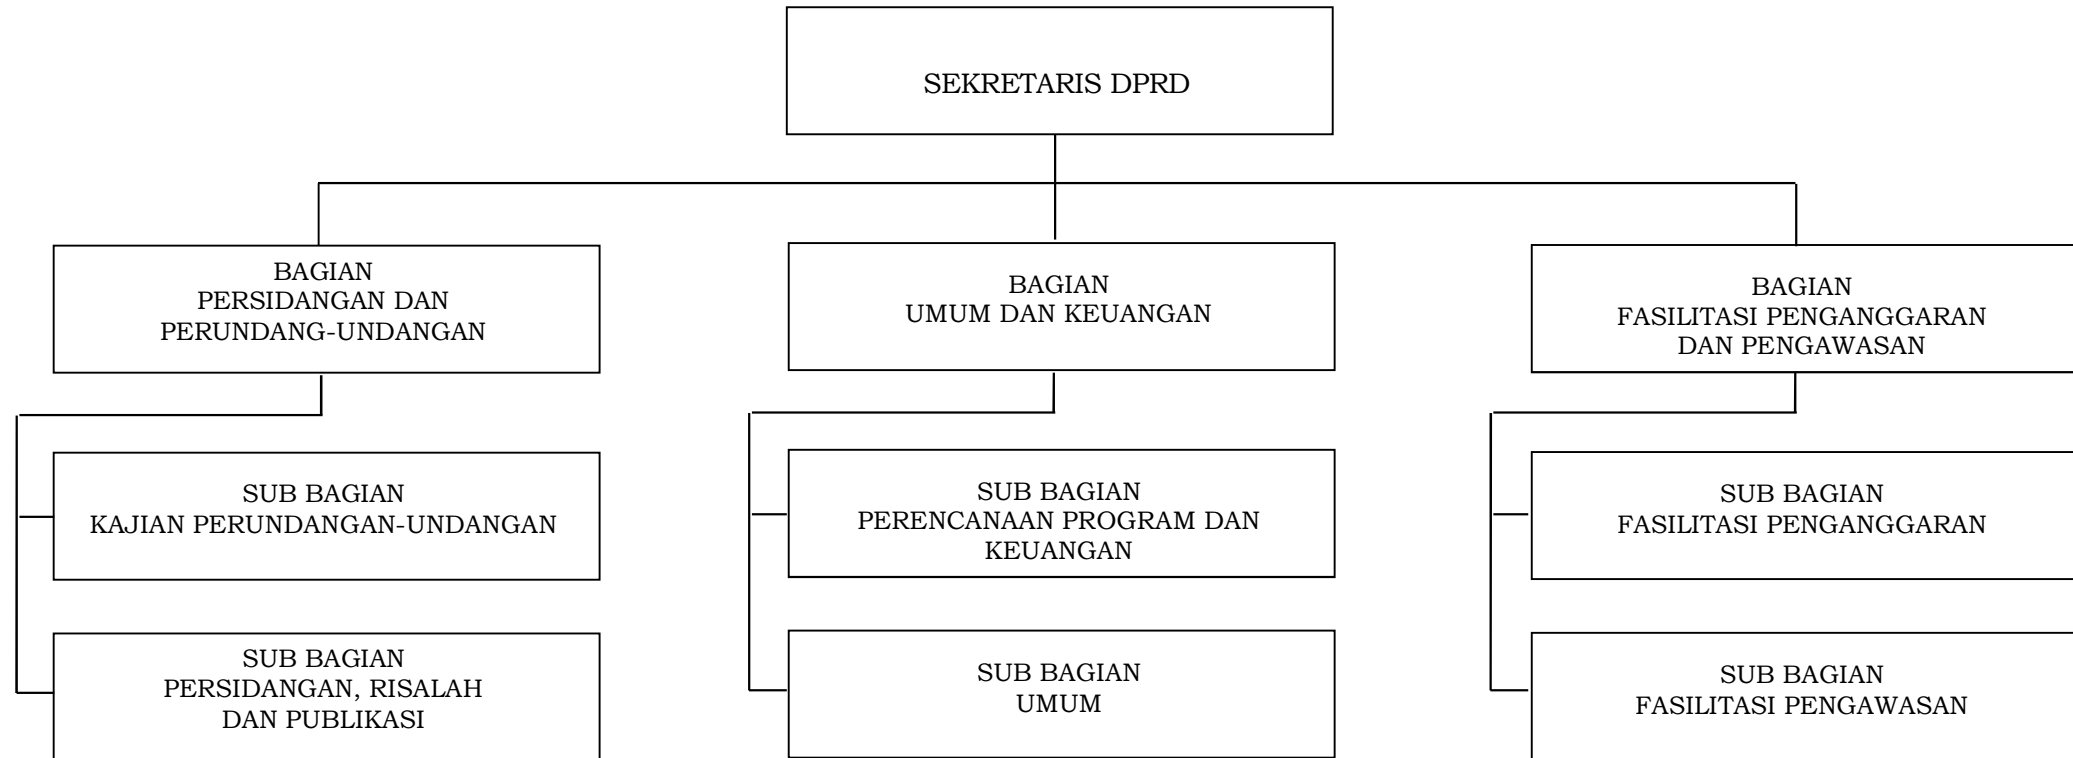 SEKRETARIS DPRD
BAGIAN
PERSIDANGAN DAN
PERUNDANG-UNDANGAN
BAGIAN
UMUM DAN KEUANGAN
BAGIAN
FASILITASI PENGANGGARAN
DAN PENGAWASAN
SUB BAGIAN
KAJIAN PERUNDANGAN-UNDANGAN
SUB BAGIAN
PERENCANAAN PROGRAM DAN
KEUANGAN
SUB BAGIAN
FASILITASI PENGANGGARAN
SUB BAGIAN
PERSIDANGAN, RISALAH
DAN PUBLIKASI
SUB BAGIAN
UMUM
SUB BAGIAN
FASILITASI PENGAWASAN